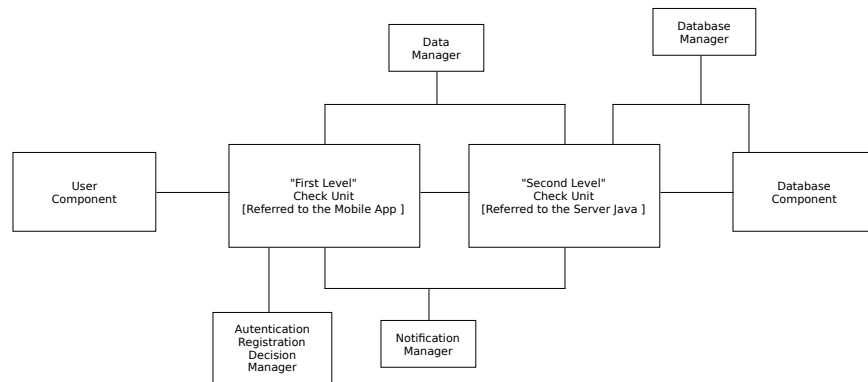 Data
Manager
Database
Manager
User
Component
"First Level"
Check Unit
[Referred to the Mobile App ]
"Second Level"
Check Unit
[Referred to the Server Java ]
Database
Component
Autentication
Registration
Decision
Manager
Notification
Manager